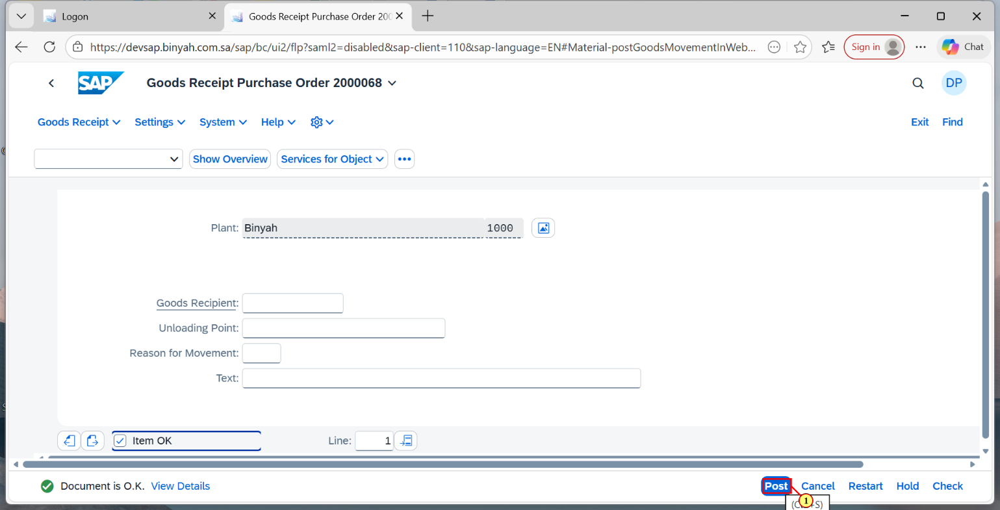 Logon
Goods Receipt Purchase Order 200
https://devsap.binyah.com.sa/sap/bc/ui2/flp?saml2=disabled&sap-client=110&sap-language=EN#Material-postGoodsMovementInWeb...
Sign in
Chat
SAP
Goods Receipt Purchase Order 2000068
DP
Goods Receipt
Settings
System
Help
Exit
Find
Show Overview
Services for Object
Plant:
Binyah
1000
Goods Recipient:
Unloading Point:
Reason for Movement:
Text:
Item OK
Line:
1
Document is O.K.
View Details
Post
Cancel
Restart
Hold
Check
1